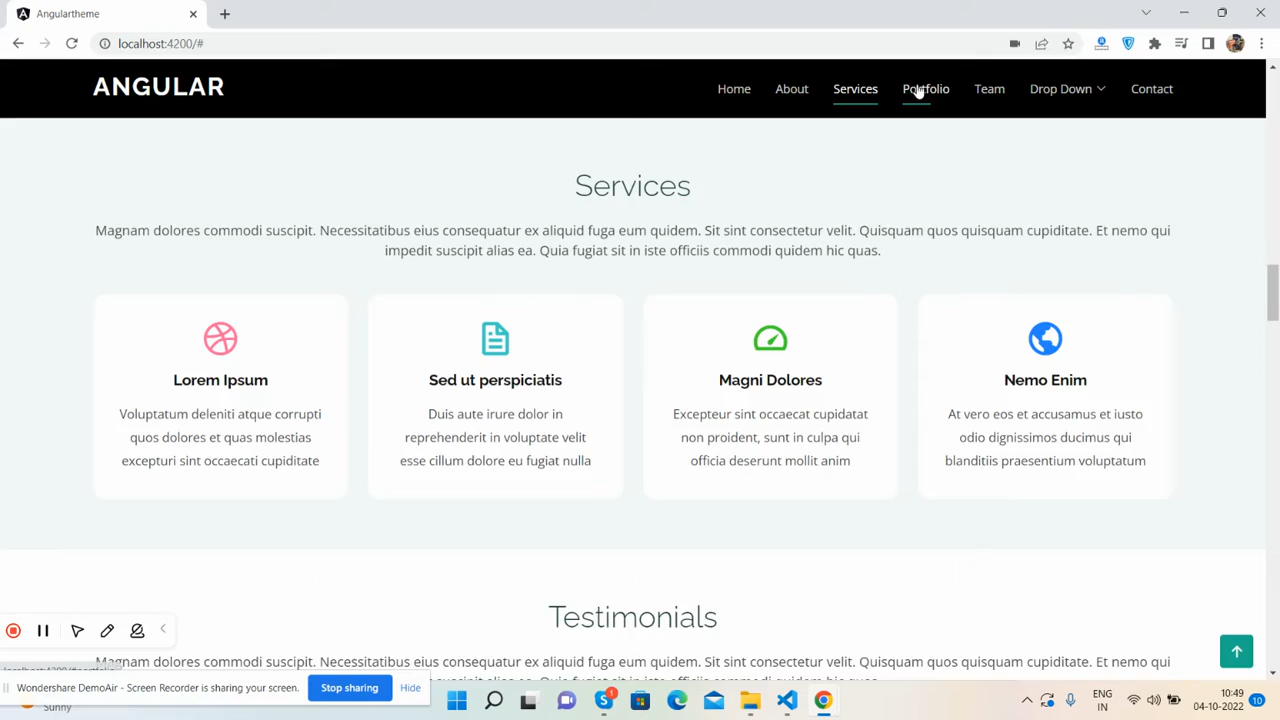 Angulartheme
localhost:4200/#
ANGULAR
Home About Services Portfolio Team Drop Down Contact
Services
Magnam dolores commodi suscipit. Necessitatibus eius consequatur ex aliquid fuga eum quidem. Sit sint consectetur velit. Quisquam quos quisquam cupiditate. Et nemo qui
impedit suscipit alias ea. Quia fugiat sit in iste officiis commodi quidem hic quas.
Lorem Ipsum
Voluptatum deleniti atque corrupti
quos dolores et quas molestias
excepturi sint occaecati cupiditate
Sed ut perspiciatis
Duis aute irure dolor in
reprehenderit in voluptate velit
esse cillum dolore eu fugiat nulla
Magni Dolores
Excepteur sint occaecat cupidatat
non proident, sunt in culpa qui
officia deserunt mollit anim
Nemo Enim
At vero eos et accusamus et iusto
odio dignissimos ducimus qui
blanditiis praesentium voluptatum
Testimonials
Magnam dolores commodi suscipit. Necessitatibus eius consequatur ex aliquid fuga eum quidem. Sit sint consectetur velit. Quisquam quos quisquam cupiditate. Et nemo qui
Wondershare DemoAir - Screen Recorder is sharing your screen.
Stop sharing
Hide
Sunny
1
ENG
IN
10:49
04-10-2022
10